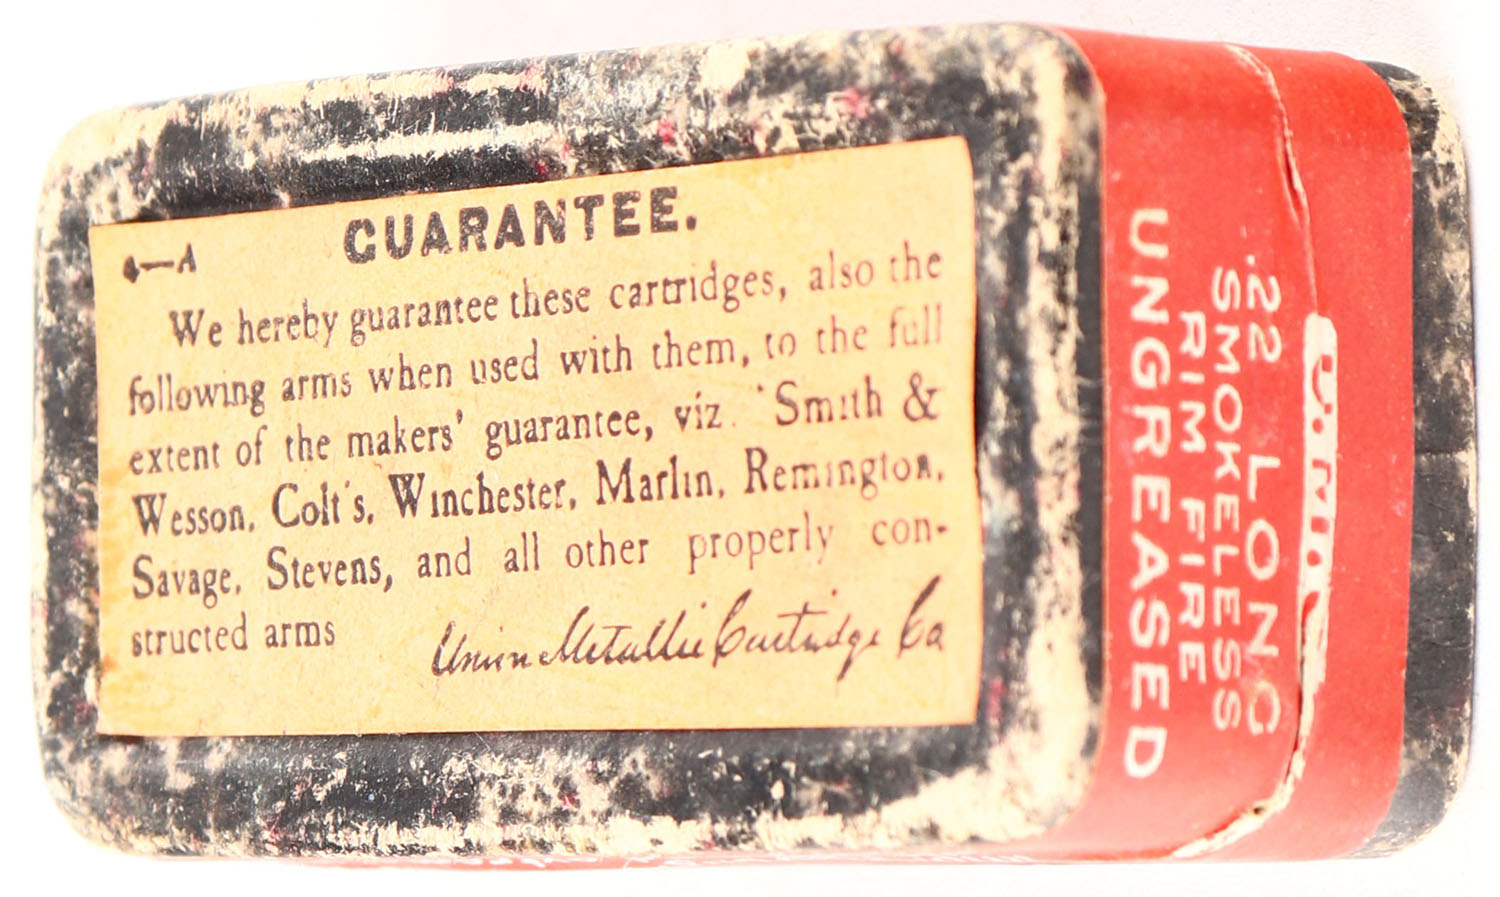 4—A
GUARANTEE.
We hereby guarantee these cartridges, also the
following arms when used with them, to the full
extent of the makers' guarantee, viz. Smith &
Wesson, Colt's, Winchester, Marlin, Remington,
Savage, Stevens, and all other properly con-
structed arms
Union Metallic Cartridge Co
U.M.C.
.22 LONG
SMOKELESS
RIM FIRE
UNGREASED